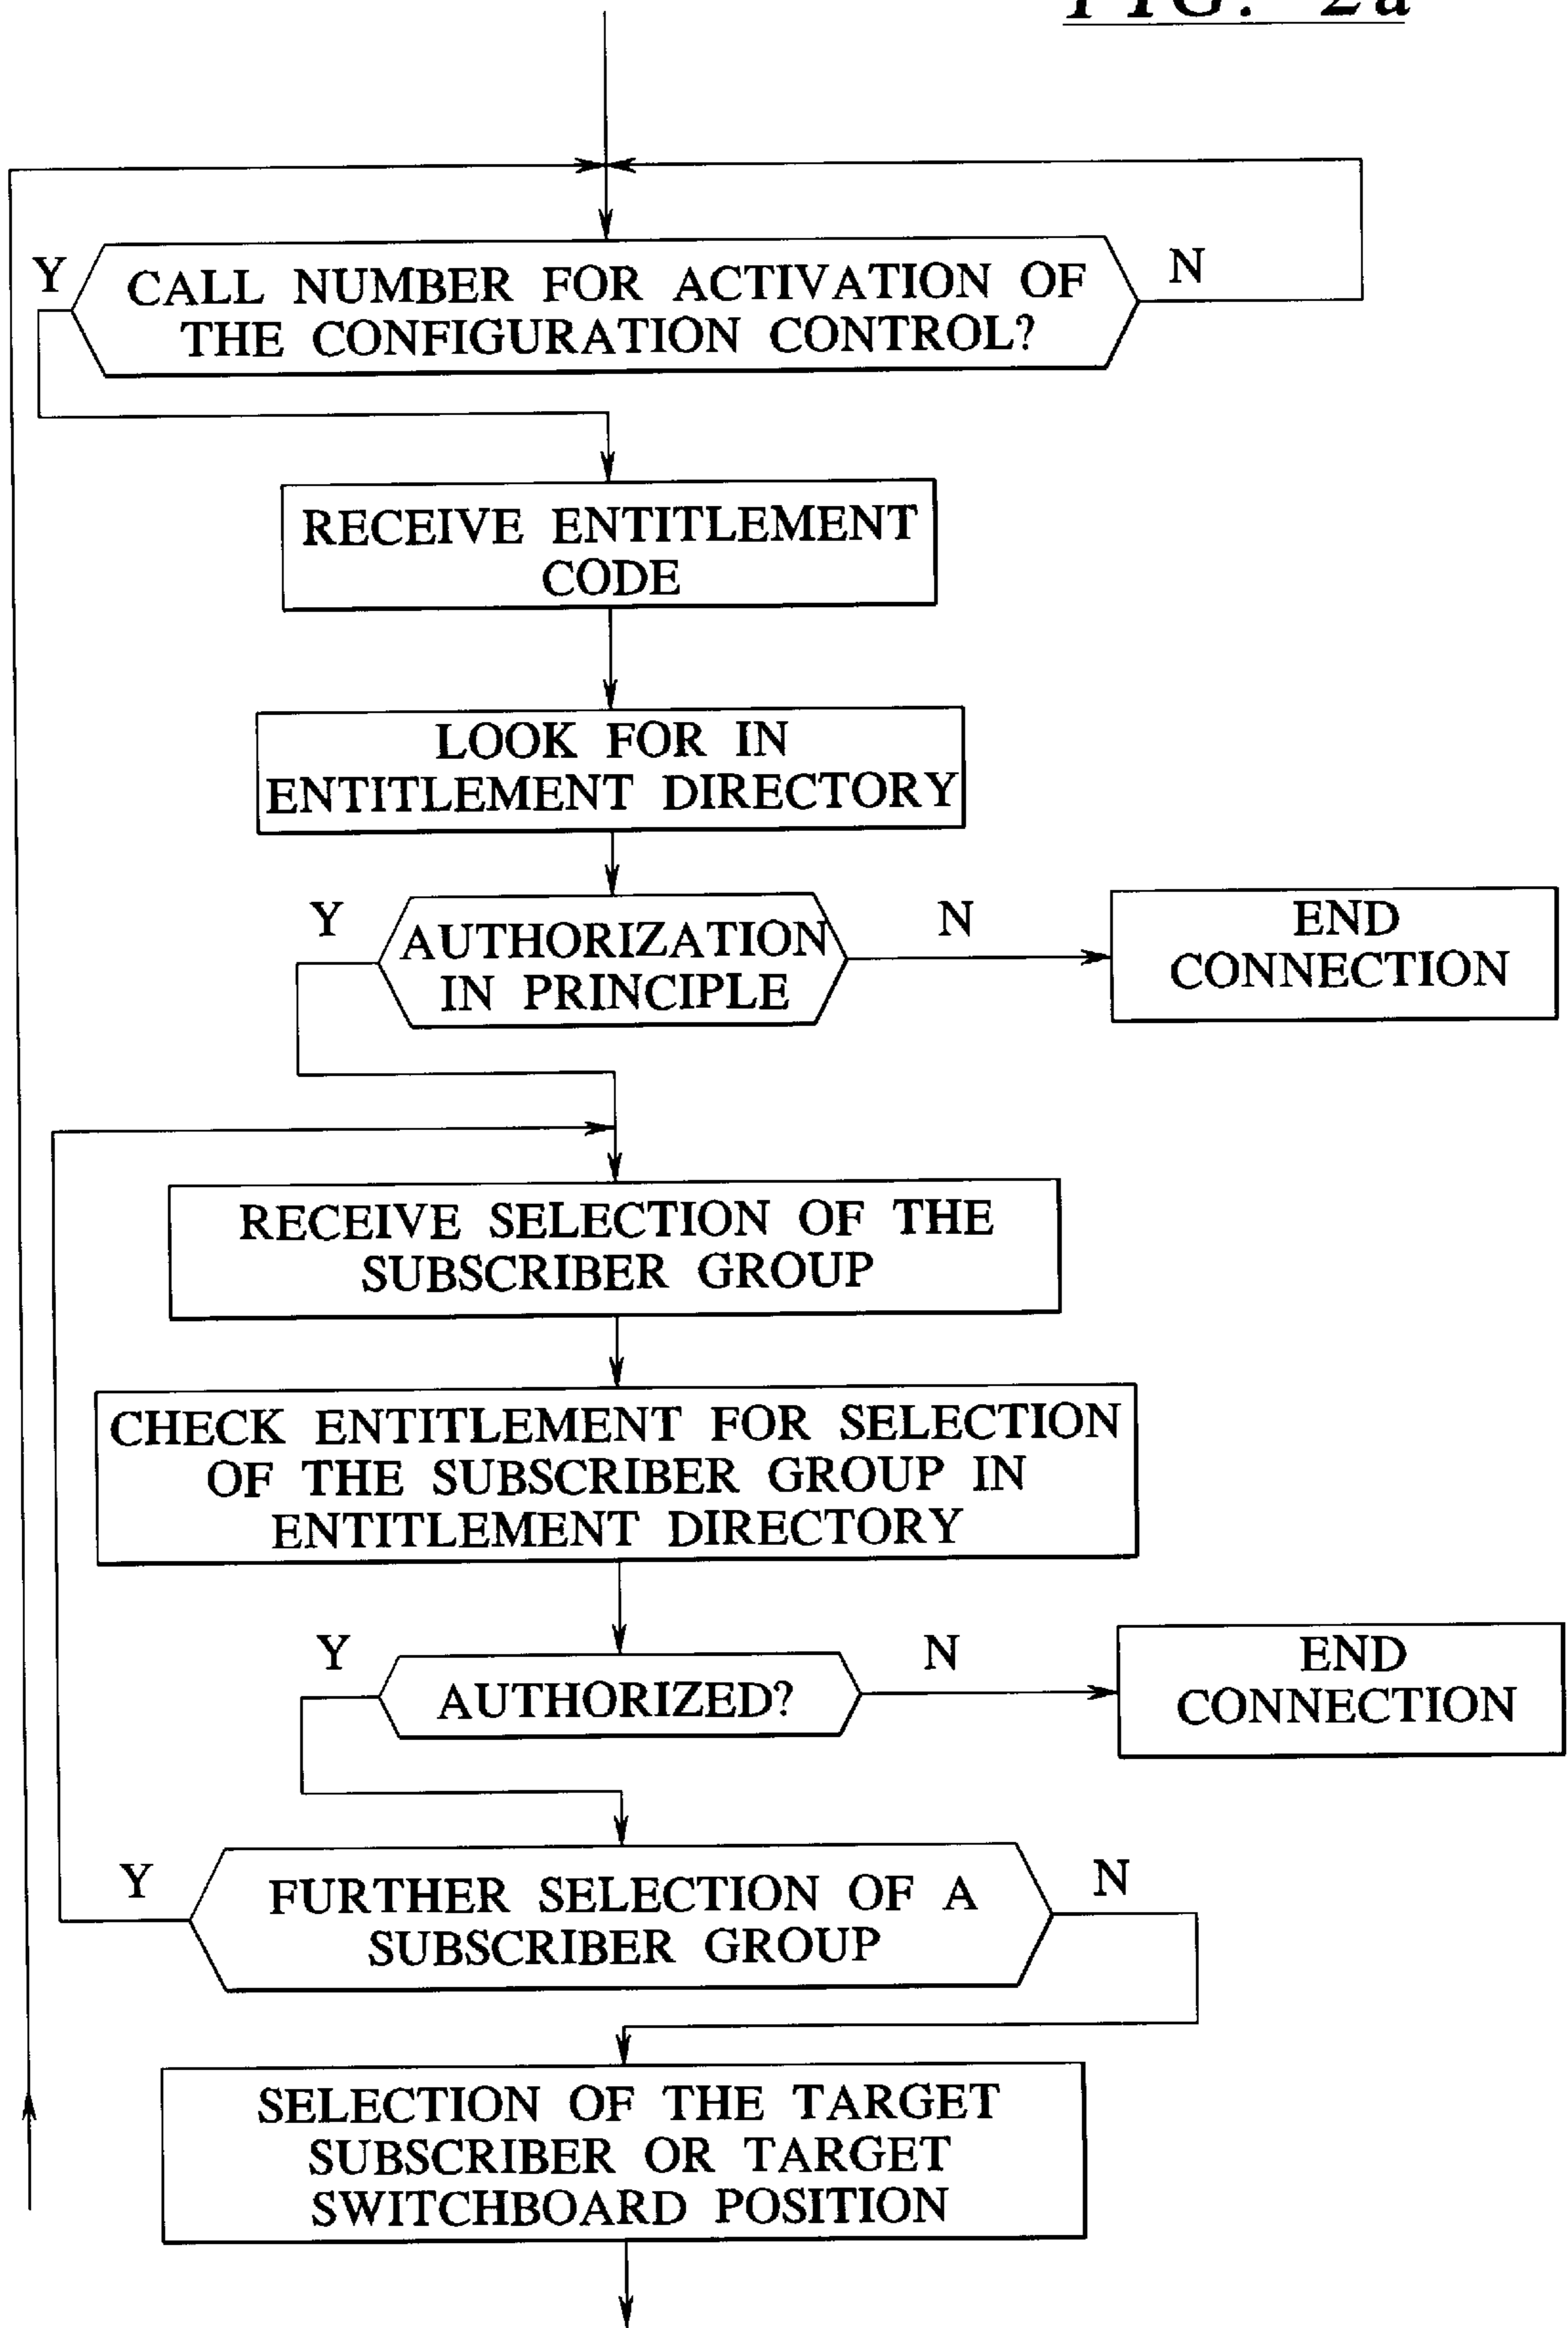 FIG. 2a
Y
CALL NUMBER FOR ACTIVATION OF
THE CONFIGURATION CONTROL?
N
RECEIVE ENTITLEMENT
CODE
LOOK FOR IN
ENTITLEMENT DIRECTORY
Y
AUTHORIZATION
IN PRINCIPLE
N
END
CONNECTION
RECEIVE SELECTION OF THE
SUBSCRIBER GROUP
CHECK ENTITLEMENT FOR SELECTION
OF THE SUBSCRIBER GROUP IN
ENTITLEMENT DIRECTORY
Y
AUTHORIZED?
N
END
CONNECTION
Y
FURTHER SELECTION OF A
SUBSCRIBER GROUP
N
SELECTION OF THE TARGET
SUBSCRIBER OR TARGET
SWITCHBOARD POSITION